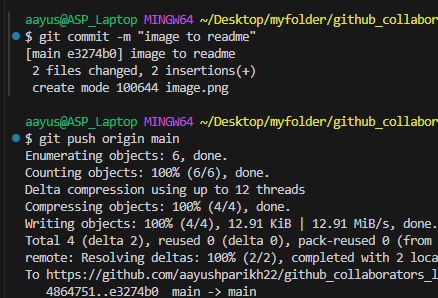 aayus@ASP_Laptop MINGW64 ~/Desktop/myfolder/github_collabor
$ git commit -m "image to readme"
[main e3274b0] image to readme
 2 files changed, 2 insertions(+)
 create mode 100644 image.png
aayus@ASP_Laptop MINGW64 ~/Desktop/myfolder/github_collabor
$ git push origin main
Enumerating objects: 6, done.
Counting objects: 100% (6/6), done.
Delta compression using up to 12 threads
Compressing objects: 100% (4/4), done.
Writing objects: 100% (4/4), 12.91 KiB | 12.91 MiB/s, done.
Total 4 (delta 2), reused 0 (delta 0), pack-reused 0 (from
remote: Resolving deltas: 100% (2/2), completed with 2 loca
To https://github.com/aayushparikh22/github_collaborators_l
   4864751..e3274b0  main -> main